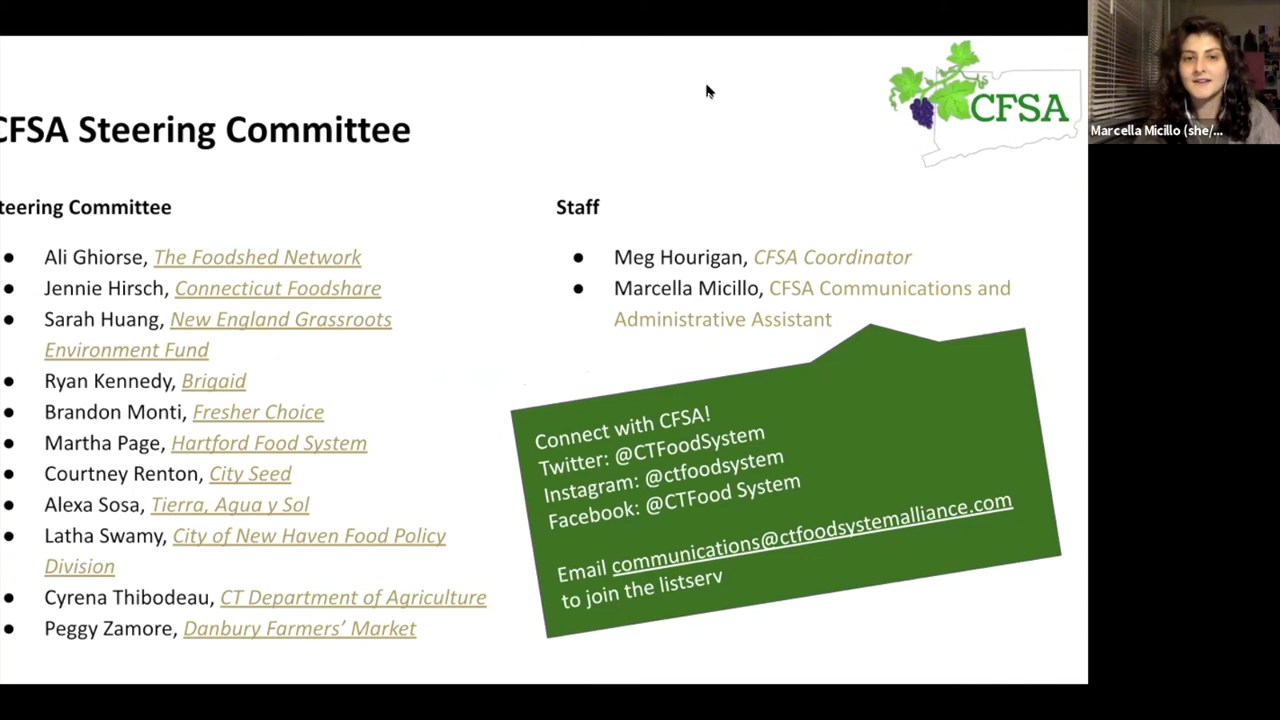 CFSA
CFSA Steering Committee
teering Committee
Ali Ghiorse, The Foodshed Network
Jennie Hirsch, Connecticut Foodshare
Sarah Huang, New England Grassroots
Environment Fund
Ryan Kennedy, Brigaid
Brandon Monti, Fresher Choice
Martha Page, Hartford Food System
Courtney Renton, City Seed
Alexa Sosa, Tierra, Agua y Sol
Latha Swamy, City of New Haven Food Policy
Division
Cyrena Thibodeau, CT Department of Agriculture
Peggy Zamore, Danbury Farmers’ Market
Staff
Meg Hourigan, CFSA Coordinator
Marcella Micillo, CFSA Communications and
Administrative Assistant
Connect with CFSA!
Twitter: @CTFoodSystem
Instagram: @ctfoodsystem
Facebook: @CTFood System
Email communications@ctfoodsystemalliance.com
to join the listserv
Marcella Micillo (she/...